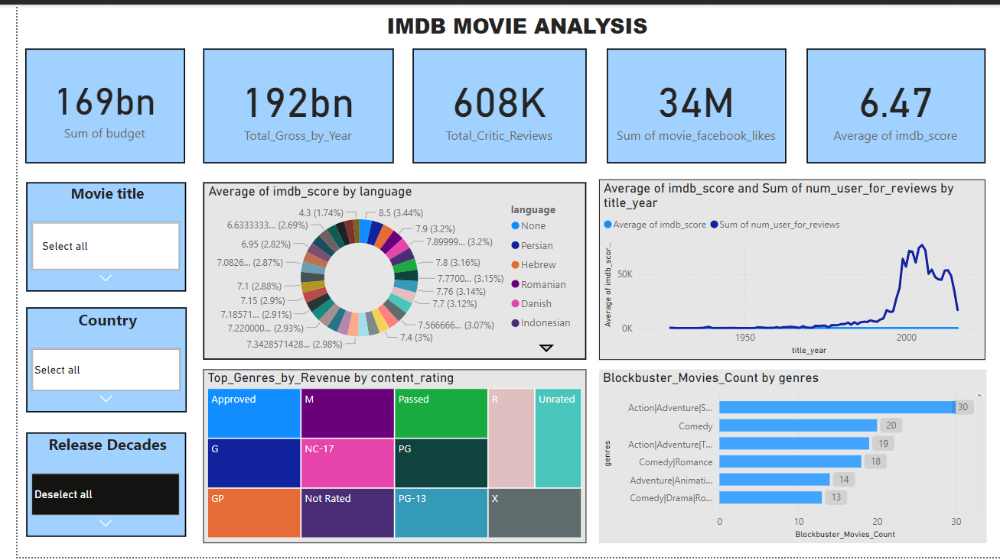 IMDB MOVIE ANALYSIS
169bn
Sum of budget
192bn
Total_Gross_by_Year
608K
Total_Critic_Reviews
34M
Sum of movie_facebook_likes
6.47
Average of imdb_score
Movie title
Select all
Country
Select all
Release Decades
Deselect all
Average of imdb_score by language
4.3 (1.74%)
8.5 (3.44%)
6.6333333... (2.69%)
7.9 (3.2%)
7.89999... (3.2%)
6.95 (2.82%)
7.0826... (2.87%)
7.8 (3.16%)
7.7700... (3.15%)
7.1 (2.88%)
7.76 (3.14%)
7.15 (2.9%)
7.7 (3.12%)
7.18571... (2.91%)
7.220000... (2.93%)
7.566666... (3.07%)
7.3428571428... (2.98%)
7.4 (3%)
language
None
Persian
Hebrew
Romanian
Danish
Indonesian
Average of imdb_score and Sum of num_user_for_reviews by
title_year
Average of imdb_score
Sum of num_user_for_reviews
Average of imdb_scor...
50K
0K
1950
2000
title_year
Top_Genres_by_Revenue by content_rating
Approved
M
Passed
R
Unrated
G
NC-17
PG
GP
Not Rated
PG-13
X
Blockbuster_Movies_Count by genres
genres
Action|Adventure|S...
30
Comedy
20
Action|Adventure|T...
19
Comedy|Romance
18
Adventure|Animati...
14
Comedy|Drama|Ro...
13
0
10
20
30
Blockbuster_Movies_Count